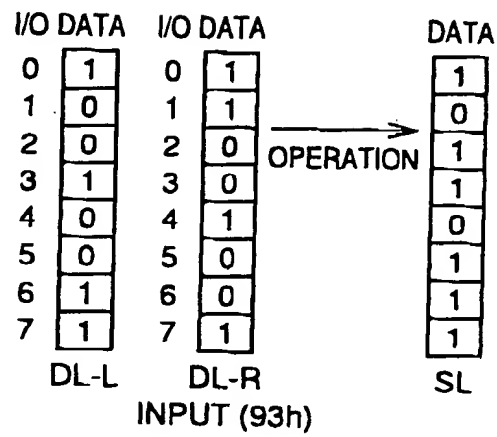 I/O DATA I/O DATA DATA
0 1 0 1 1
1 0 1 1 0
2 0 2 0 1
3 1 3 0 1
4 0 4 1 0
5 0 5 0 1
6 1 6 0 1
7 1 7 1 1
OPERATION
DL-L DL-R SL
INPUT (93h)